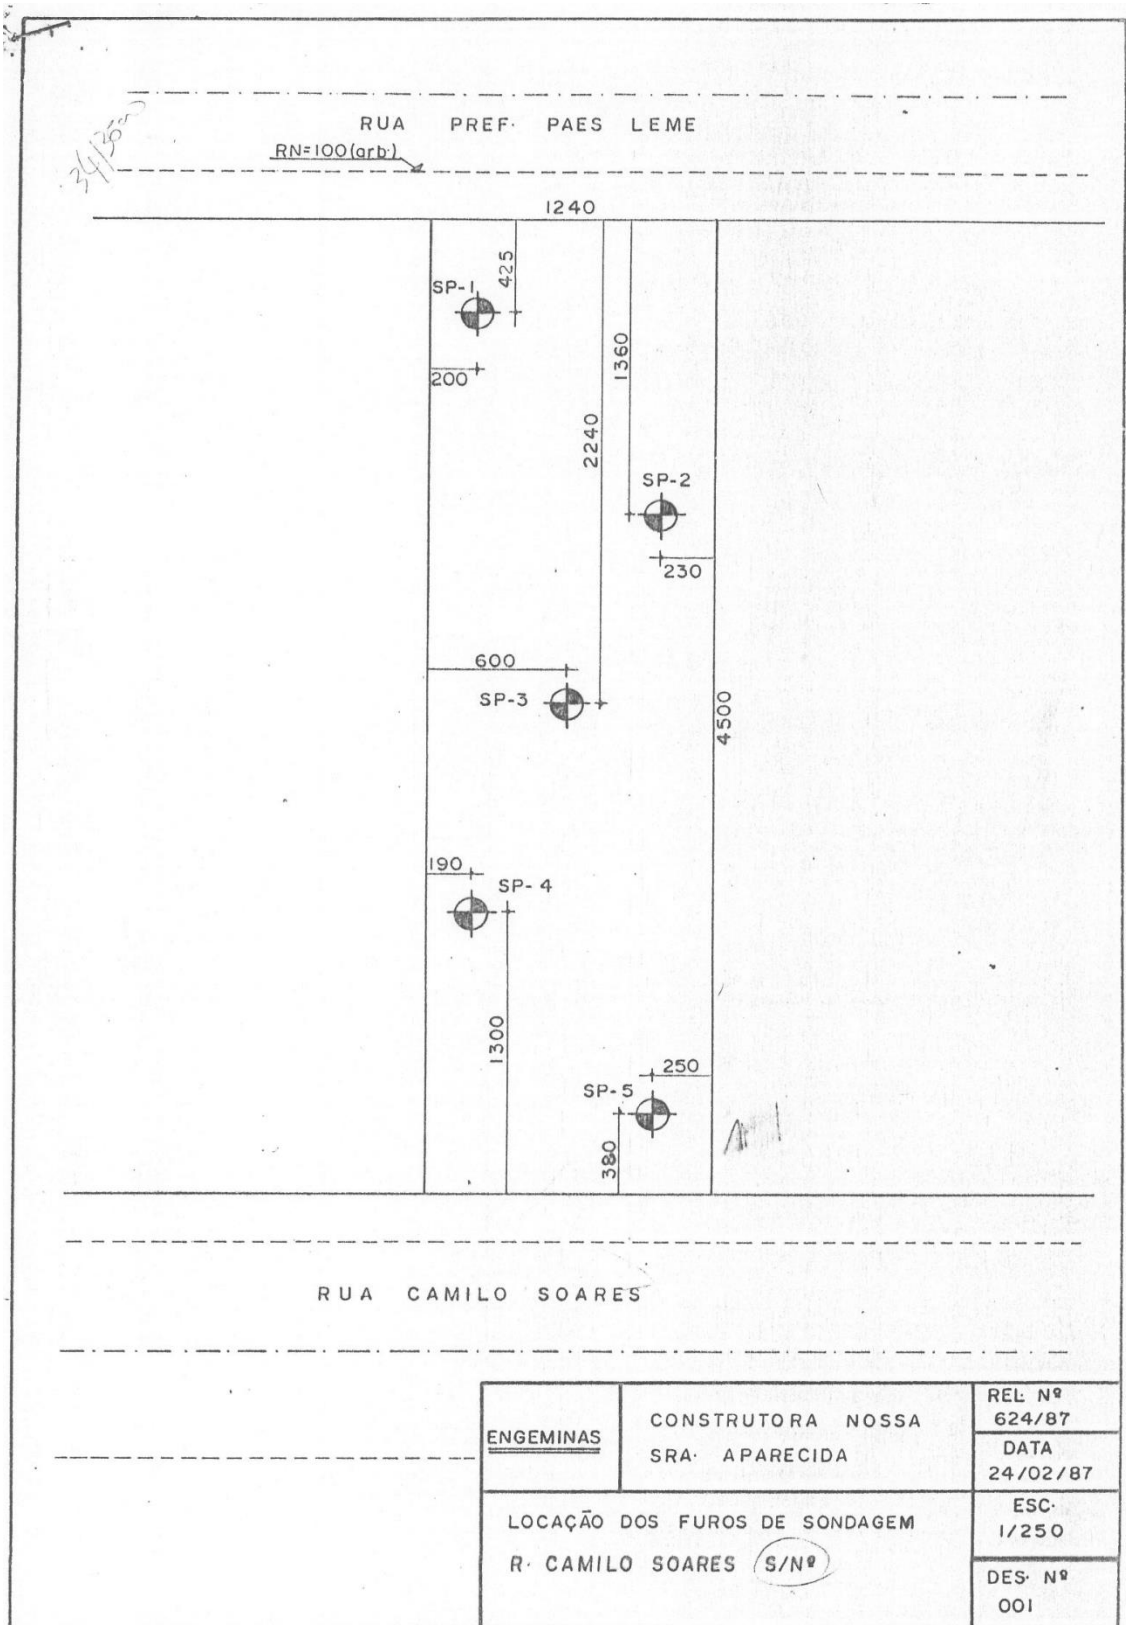 RUA PREF. PAES LEME
RN=100(arb.)
1240
425
SP-1
200
1360
2240
SP-2
230
600
SP-3
4500
190
SP-4
1300
250
SP-5
380
RUA CAMILO SOARES
ENGEMINAS
CONSTRUTORA NOSSA
SRA. APARECIDA
REL. Nº
624/87
DATA
24/02/87
LOCAÇÃO DOS FUROS DE SONDAGEM
R. CAMILO SOARES S/Nº
ESC.
1/250
DES. Nº
001